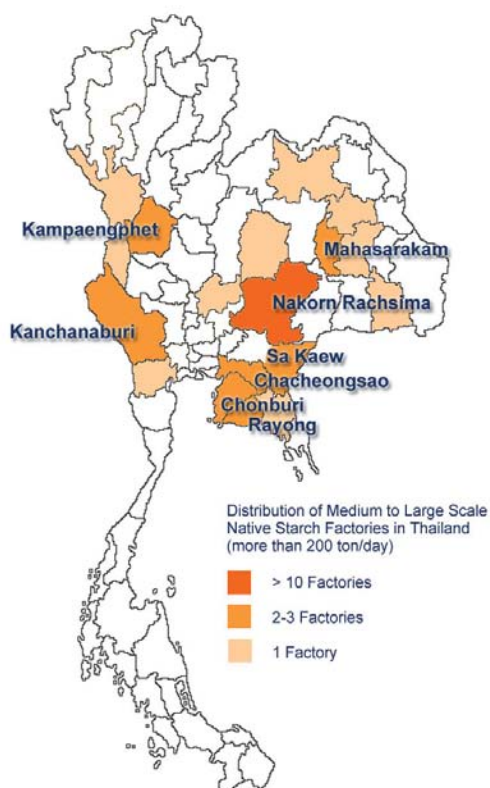 Kampaengphet
Mahasarakam
Nakorn Rachsima
Kanchanaburi
Sa Kaew
Chacheongsao
Chonburi
Rayong
Distribution of Medium to Large Scale
Native Starch Factories in Thailand
(more than 200 ton/day)
> 10 Factories
2-3 Factories
1 Factory